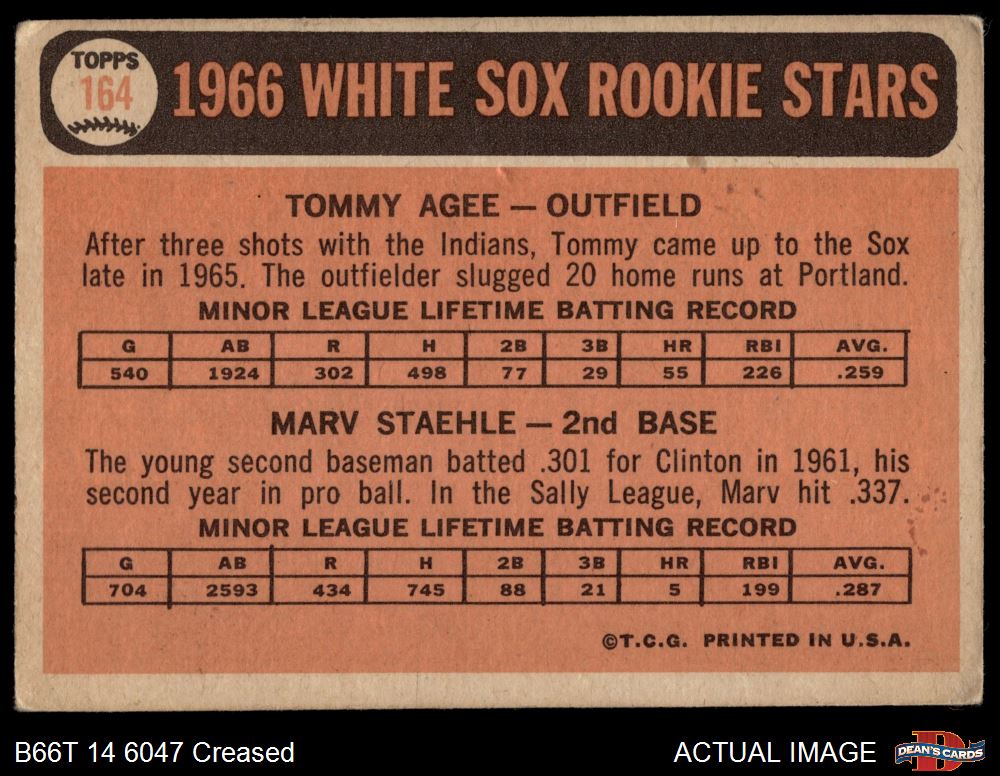 TOPPS
164
1966 WHITE SOX ROOKIE STARS
TOMMY AGEE — OUTFIELD
After three shots with the Indians, Tommy came up to the Sox
late in 1965. The outfielder slugged 20 home runs at Portland.
MINOR LEAGUE LIFETIME BATTING RECORD
G AB R H 2B 3B HR RBI AVG.
540 1924 302 498 77 29 55 226 .259
MARV STAEHLE — 2nd BASE
The young second baseman batted .301 for Clinton in 1961, his
second year in pro ball. In the Sally League, Marv hit .337.
MINOR LEAGUE LIFETIME BATTING RECORD
G AB R H 2B 3B HR RBI AVG.
704 2593 434 745 88 21 5 199 .287
©T.C.G. PRINTED IN U.S.A.
B66T 14 6047 Creased
ACTUAL IMAGE
D
DEAN'S CARDS